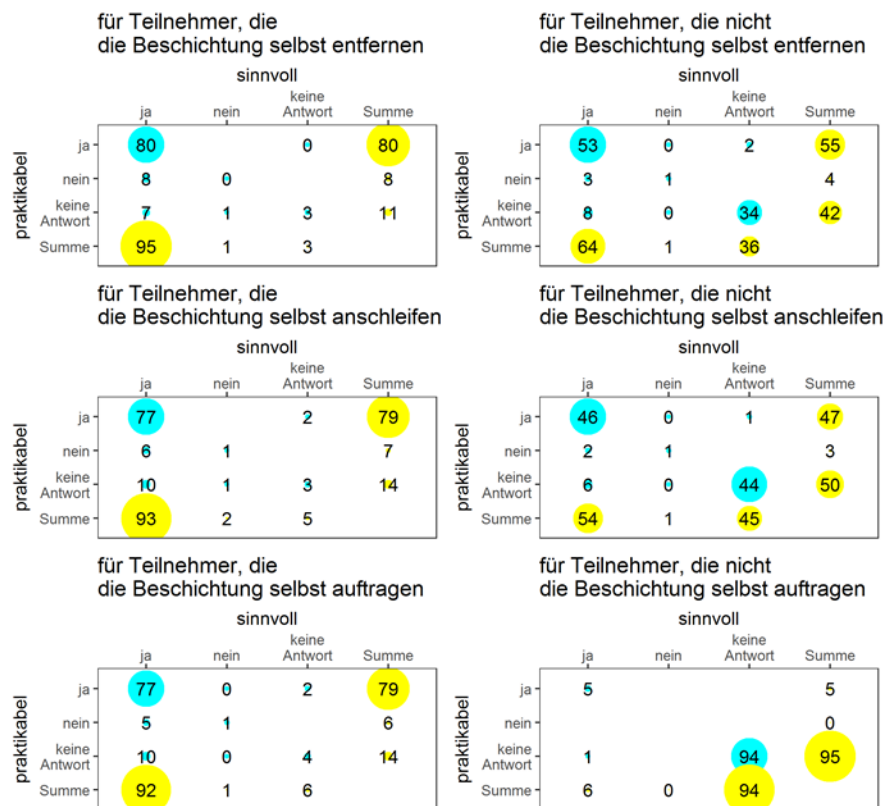 für Teilnehmer, die
die Beschichtung selbst entfernen
sinnvoll
ja nein keine Antwort Summe
praktikabel
ja 80 0 80
nein 8 0 8
keine Antwort 7 1 3 11
Summe 95 1 3
für Teilnehmer, die nicht
die Beschichtung selbst entfernen
sinnvoll
ja nein keine Antwort Summe
praktikabel
ja 53 0 2 55
nein 3 1 4
keine Antwort 8 0 34 42
Summe 64 1 36
für Teilnehmer, die
die Beschichtung selbst anschleifen
sinnvoll
ja nein keine Antwort Summe
praktikabel
ja 77 2 79
nein 6 1 7
keine Antwort 10 1 3 14
Summe 93 2 5
für Teilnehmer, die nicht
die Beschichtung selbst anschleifen
sinnvoll
ja nein keine Antwort Summe
praktikabel
ja 46 0 1 47
nein 2 1 3
keine Antwort 6 0 44 50
Summe 54 1 45
für Teilnehmer, die
die Beschichtung selbst auftragen
sinnvoll
ja nein keine Antwort Summe
praktikabel
ja 77 0 2 79
nein 5 1 6
keine Antwort 10 0 4 14
Summe 92 1 6
für Teilnehmer, die nicht
die Beschichtung selbst auftragen
sinnvoll
ja nein keine Antwort Summe
praktikabel
ja 5 5
nein 0
keine Antwort 1 94 95
Summe 6 0 94